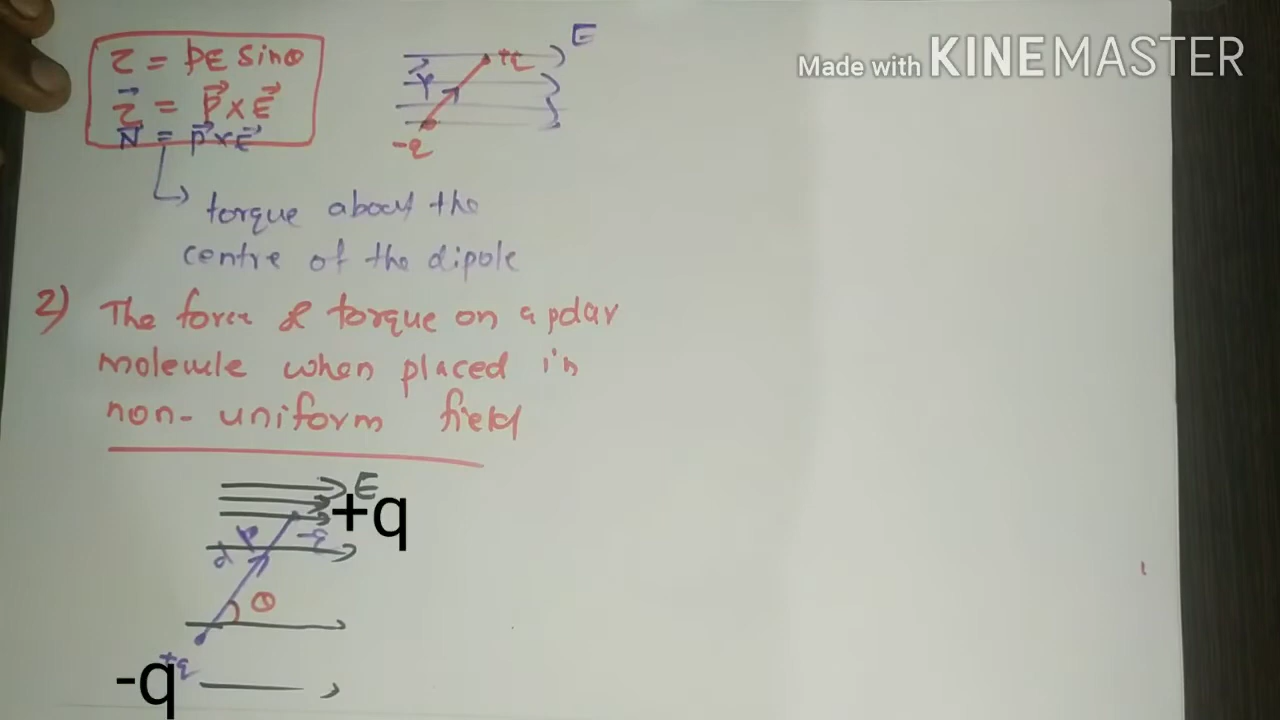 Made with KINEMASTER
τ = PE Sinθ
τ⃗ = P⃗ × E⃗
N⃗ = P⃗ × E⃗
E
+q
P⃗
-q
torque about the
centre of the dipole
2) The force & torque on a polar
molecule when placed in
non-uniform field
E
+q
P
-q
d
θ
+q
-q